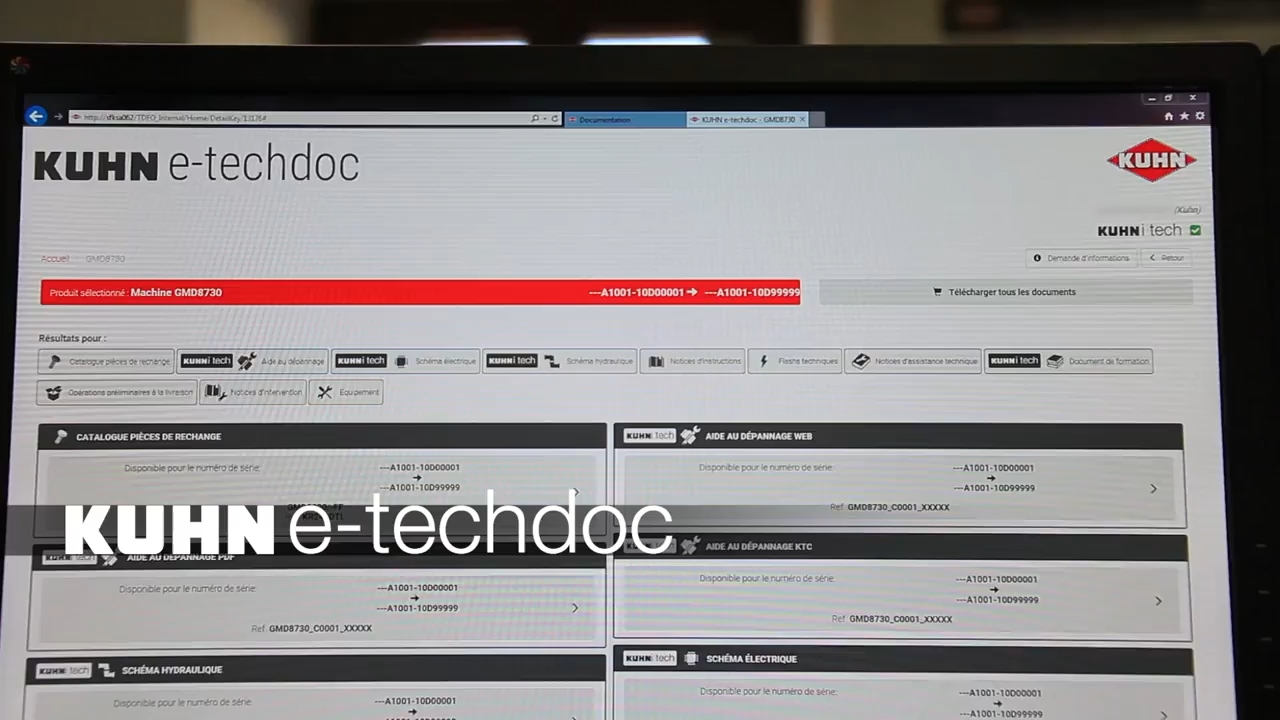 http://sfksa062/TDFO_Internal/Home/DetailKey/13176#
Documentation
KUHN e-techdoc - GMD8730
KUHN e-techdoc
KUHN
(Kuhn)
KUHN i tech
Accueil GMD8730
Demande d'informations
Retour
Produit sélectionné : Machine GMD8730
---A1001-10D00001 → ---A1001-10D99999
Télécharger tous les documents
Résultats pour :
Catalogue pièces de rechange
KUHN i tech Aide au dépannage
KUHN i tech Schéma électrique
KUHN i tech Schéma hydraulique
Notices d'instructions
Flashs techniques
Notices d'assistance technique
KUHN i tech Document de formation
Opérations préliminaires à la livraison
Notices d'intervention
Equipement
CATALOGUE PIÈCES DE RECHANGE
Disponible pour le numéro de série:
---A1001-10D00001
→
---A1001-10D99999
KUHN i tech AIDE AU DÉPANNAGE WEB
Disponible pour le numéro de série:
---A1001-10D00001
→
---A1001-10D99999
Ref GMD8730_C0001_XXXXX
KUHN e-techdoc
AIDE AU DÉPANNAGE PDF
Disponible pour le numéro de série:
---A1001-10D00001
→
---A1001-10D99999
Ref GMD8730_C0001_XXXXX
AIDE AU DÉPANNAGE KTC
Disponible pour le numéro de série:
---A1001-10D00001
→
---A1001-10D99999
Ref GMD8730_C0001_XXXXX
KUHN i tech SCHÉMA HYDRAULIQUE
Disponible pour le numéro de série:
---A1001-10D00001
→
KUHN i tech SCHÉMA ÉLECTRIQUE
Disponible pour le numéro de série:
---A1001-10D00001
→
---A1001-10D99999